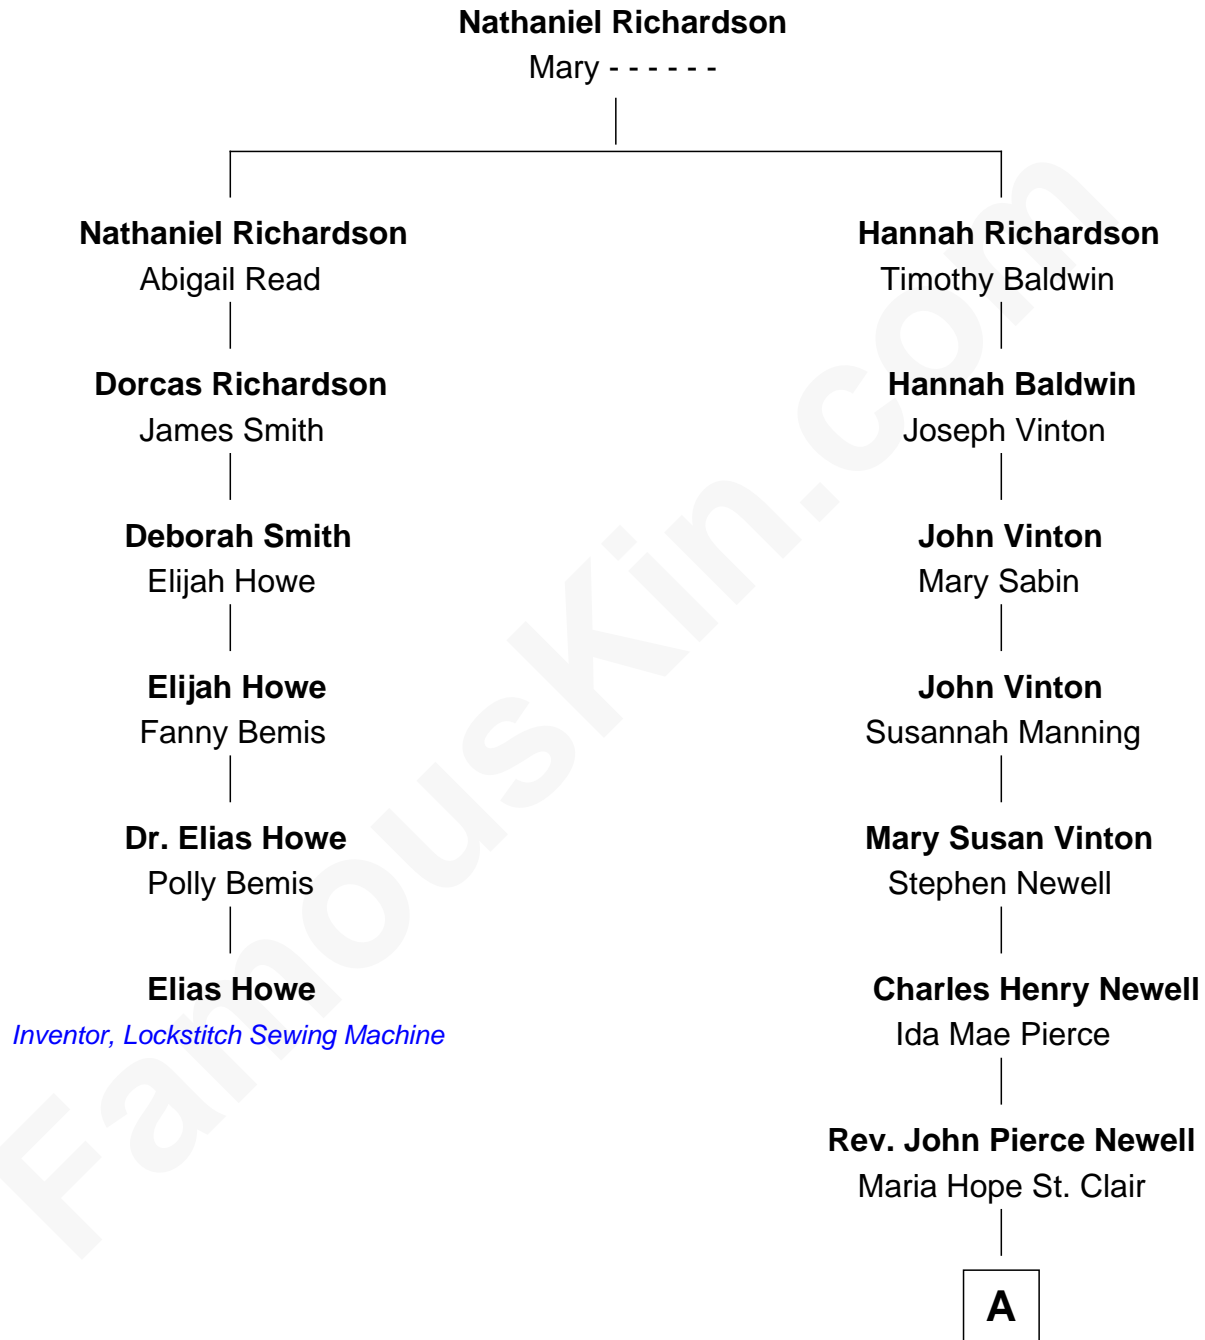 Nathaniel Richardson
Mary - - - - - -
Nathaniel Richardson
Abigail Read
Hannah Richardson
Timothy Baldwin
Dorcas Richardson
James Smith
Hannah Baldwin
Joseph Vinton
Deborah Smith
Elijah Howe
John Vinton
Mary Sabin
Elijah Howe
Fanny Bemis
John Vinton
Susannah Manning
Dr. Elias Howe
Polly Bemis
Mary Susan Vinton
Stephen Newell
Elias Howe
Inventor, Lockstitch Sewing Machine
Charles Henry Newell
Ida Mae Pierce
Rev. John Pierce Newell
Maria Hope St. Clair
A
FamousKin.com